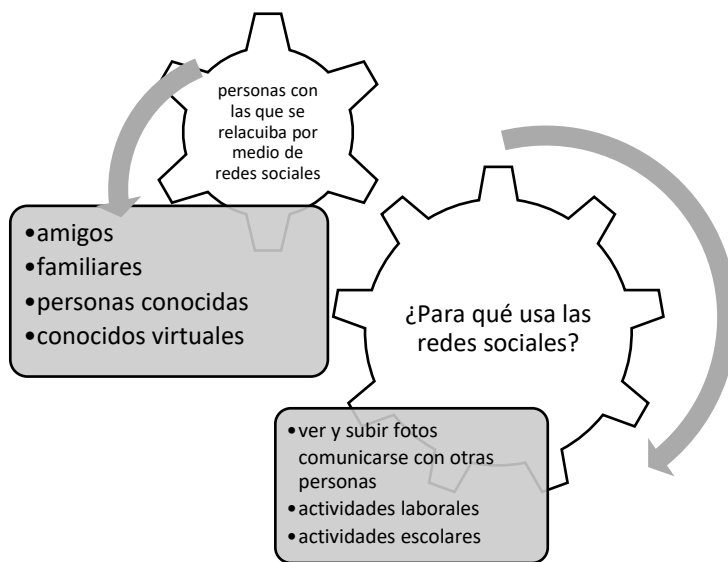 personas con
las que se
relacuiba por
medio de
redes sociales
•amigos
•familiares
•personas conocidas
•conocidos virtuales
¿Para qué usa las
redes sociales?
•ver y subir fotos
comunicarse con otras
personas
•actividades laborales
•actividades escolares